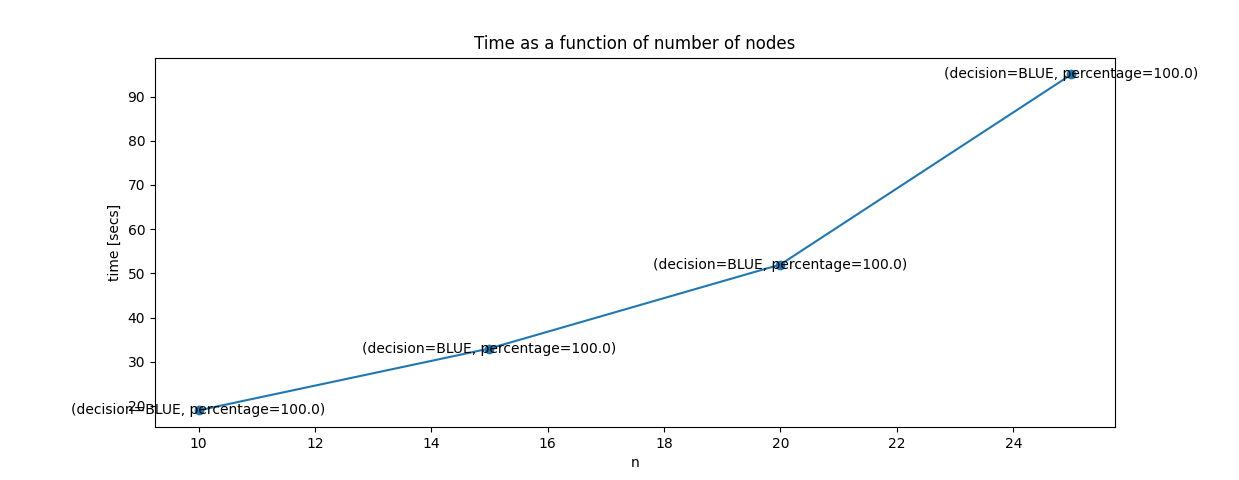 Time as a function of number of nodes
(decision=BLUE, percentage=100.0)
90
80
70
60
(decision=BLUE, percentage=100.0)
50
40
(decision=BLUE, percentage=100.0)
30
20
(decision=BLUE, percentage=100.0)
time [secs]
10 12 14 16 18 20 22 24
n